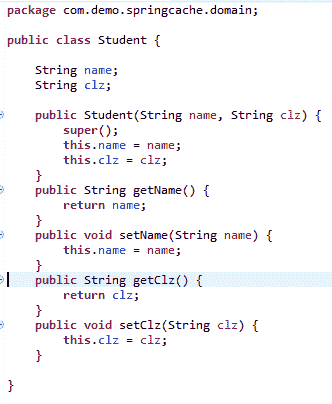 package com.demo.springcache.domain;
public class Student {
String name;
String clz;
public Student(String name, String clz) {
super();
this.name = name;
this.clz = clz;
}
public String getName() {
return name;
}
public void setName(String name) {
this.name = name;
}
public String getClz() {
return clz;
}
public void setClz(String clz) {
this.clz = clz;
}
}